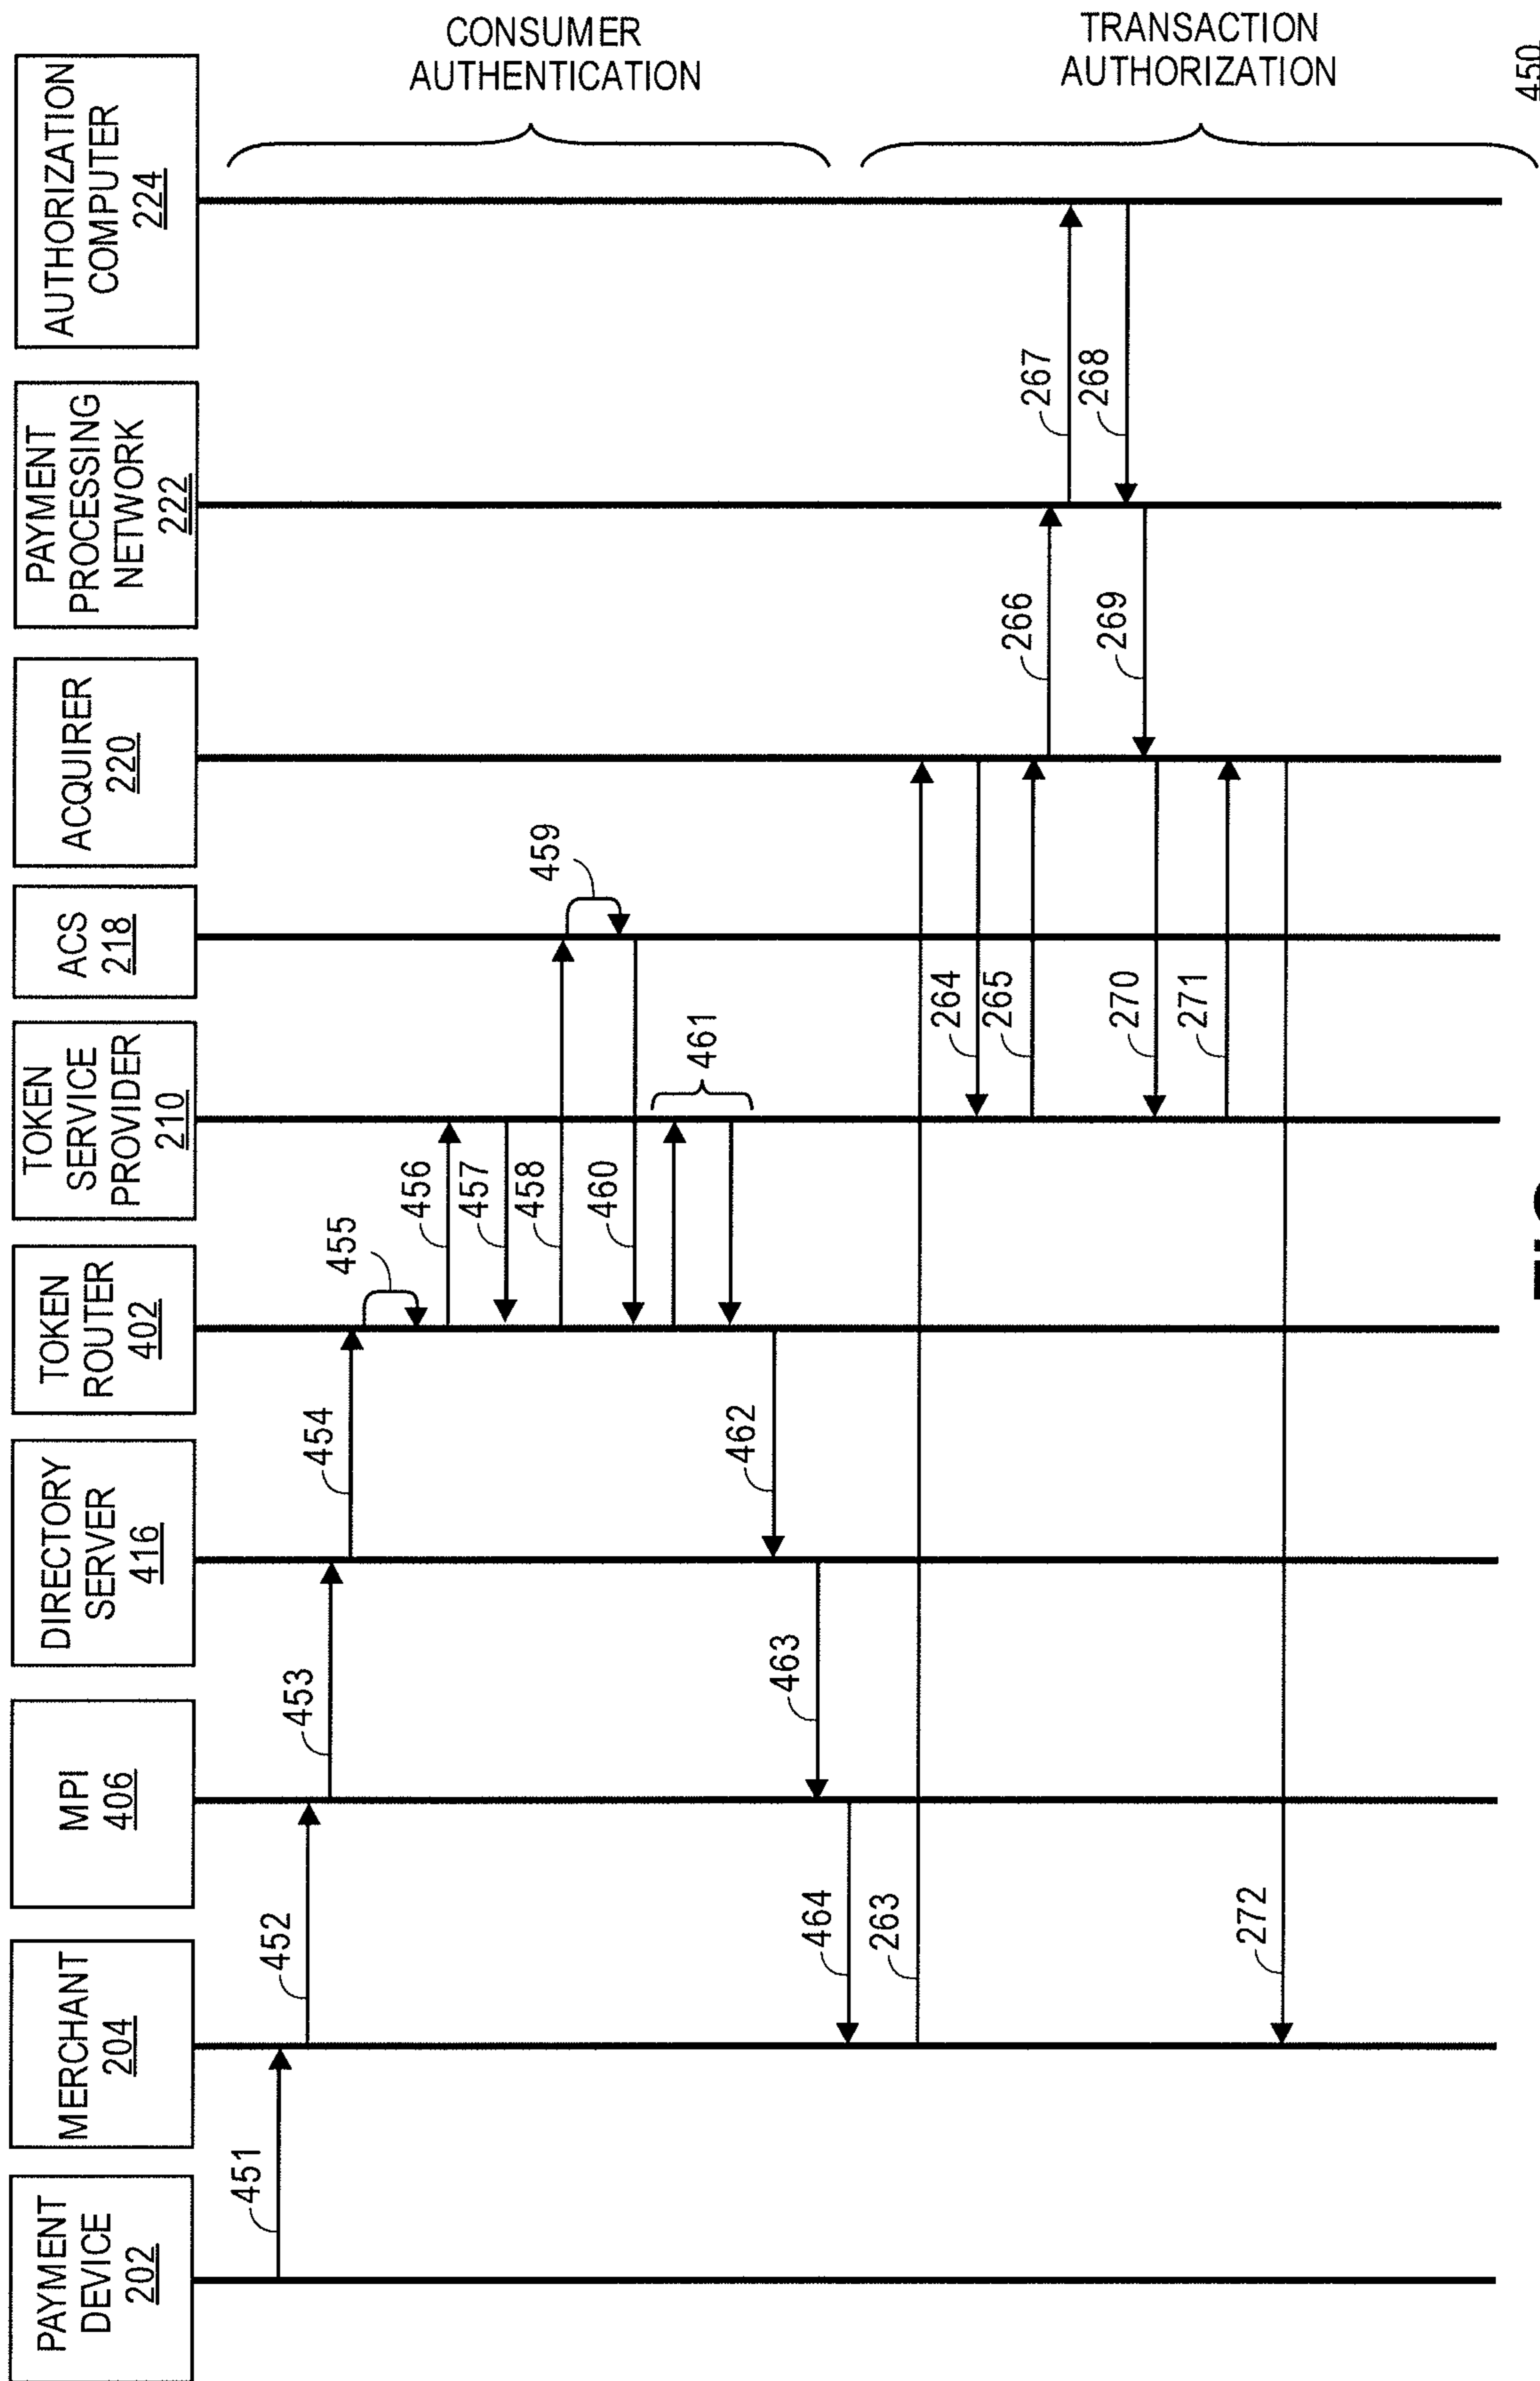 PAYMENT
DEVICE
202
MERCHANT
204
MPI
406
DIRECTORY
SERVER
416
TOKEN
ROUTER
402
TOKEN
SERVICE
PROVIDER
210
ACS
218
ACQUIRER
220
PAYMENT
PROCESSING
NETWORK
222
AUTHORIZATION
COMPUTER
224
CONSUMER
AUTHENTICATION
TRANSACTION
AUTHORIZATION
451
452
453
454
455
456
457
458
459
460
461
462
463
464
263
264
265
266
267
268
269
270
271
272
450